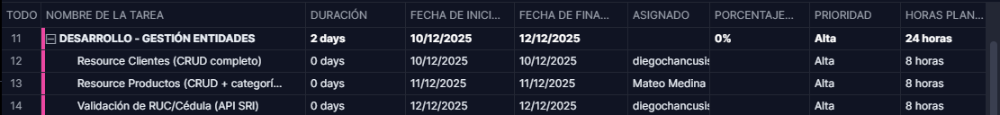 TODO NOMBRE DE LA TAREA DURACIÓN FECHA DE INICI... FECHA DE FINA... ASIGNADO PORCENTAJE... PRIORIDAD HORAS PLAN...
11 DESARROLLO - GESTIÓN ENTIDADES 2 days 10/12/2025 12/12/2025 0% Alta 24 horas
12 Resource Clientes (CRUD completo) 0 days 10/12/2025 10/12/2025 diegochancusis Alta 8 horas
13 Resource Productos (CRUD + categorí... 0 days 11/12/2025 11/12/2025 Mateo Medina Alta 8 horas
14 Validación de RUC/Cédula (API SRI) 0 days 12/12/2025 12/12/2025 diegochancusis Alta 8 horas